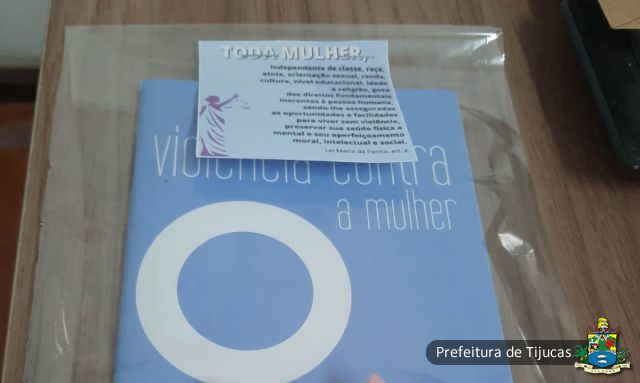 TODA MULHER,
independente de classe, raça,
etnia, orientação sexual, renda,
cultura, nível educacional, idade
e religião, goza
dos direitos fundamentais
inerentes à pessoa humana,
sendo-lhe asseguradas
as oportunidades e facilidades
para viver sem violência,
preservar sua saúde física e
mental e seu aperfeiçoamento
moral, intelectual e social.
Lei Maria da Penha, art. 2.
violência contra
a mulher
Prefeitura de Tijucas